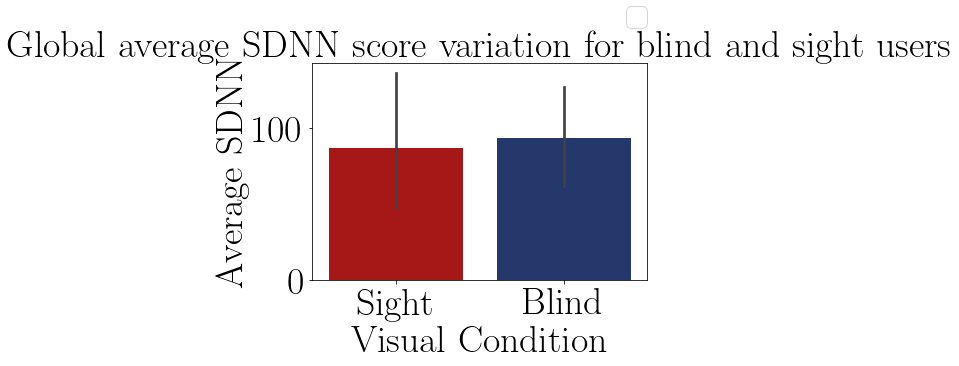 Global average SDNN score variation for blind and sight users
Average SDNN
100
0
Sight
Blind
Visual Condition